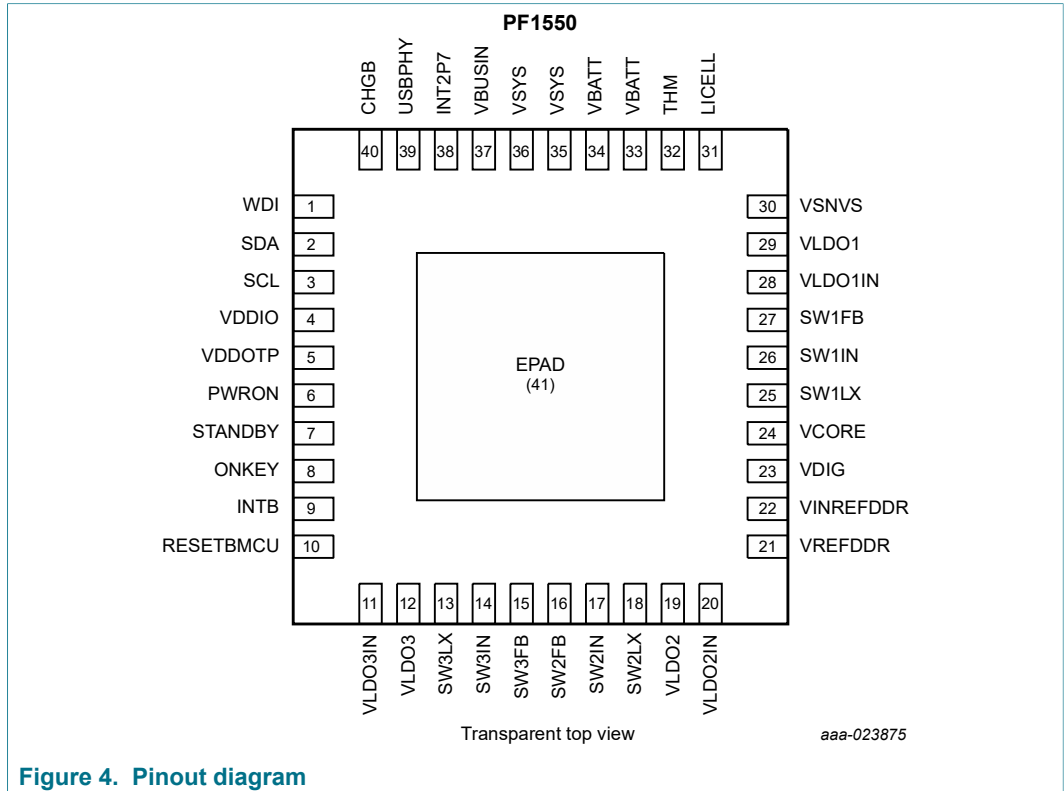 PF1550
CHGB
USBPHY
INT2P7
VBUSIN
VSYS
VSYS
VBATT
VBATT
THM
LICELL
40 39 38 37 36 35 34 33 32 31
WDI 1
SDA 2
SCL 3
VDDIO 4
VDDOTP 5
PWRON 6
STANDBY 7
ONKEY 8
INTB 9
RESETBMCU 10
EPAD
(41)
30 VSNVS
29 VLDO1
28 VLDO1IN
27 SW1FB
26 SW1IN
25 SW1LX
24 VCORE
23 VDIG
22 VINREFDDR
21 VREFDDR
11 12 13 14 15 16 17 18 19 20
VLDO3IN
VLDO3
SW3LX
SW3IN
SW3FB
SW2FB
SW2IN
SW2LX
VLDO2
VLDO2IN
Transparent top view
aaa-023875
Figure 4. Pinout diagram